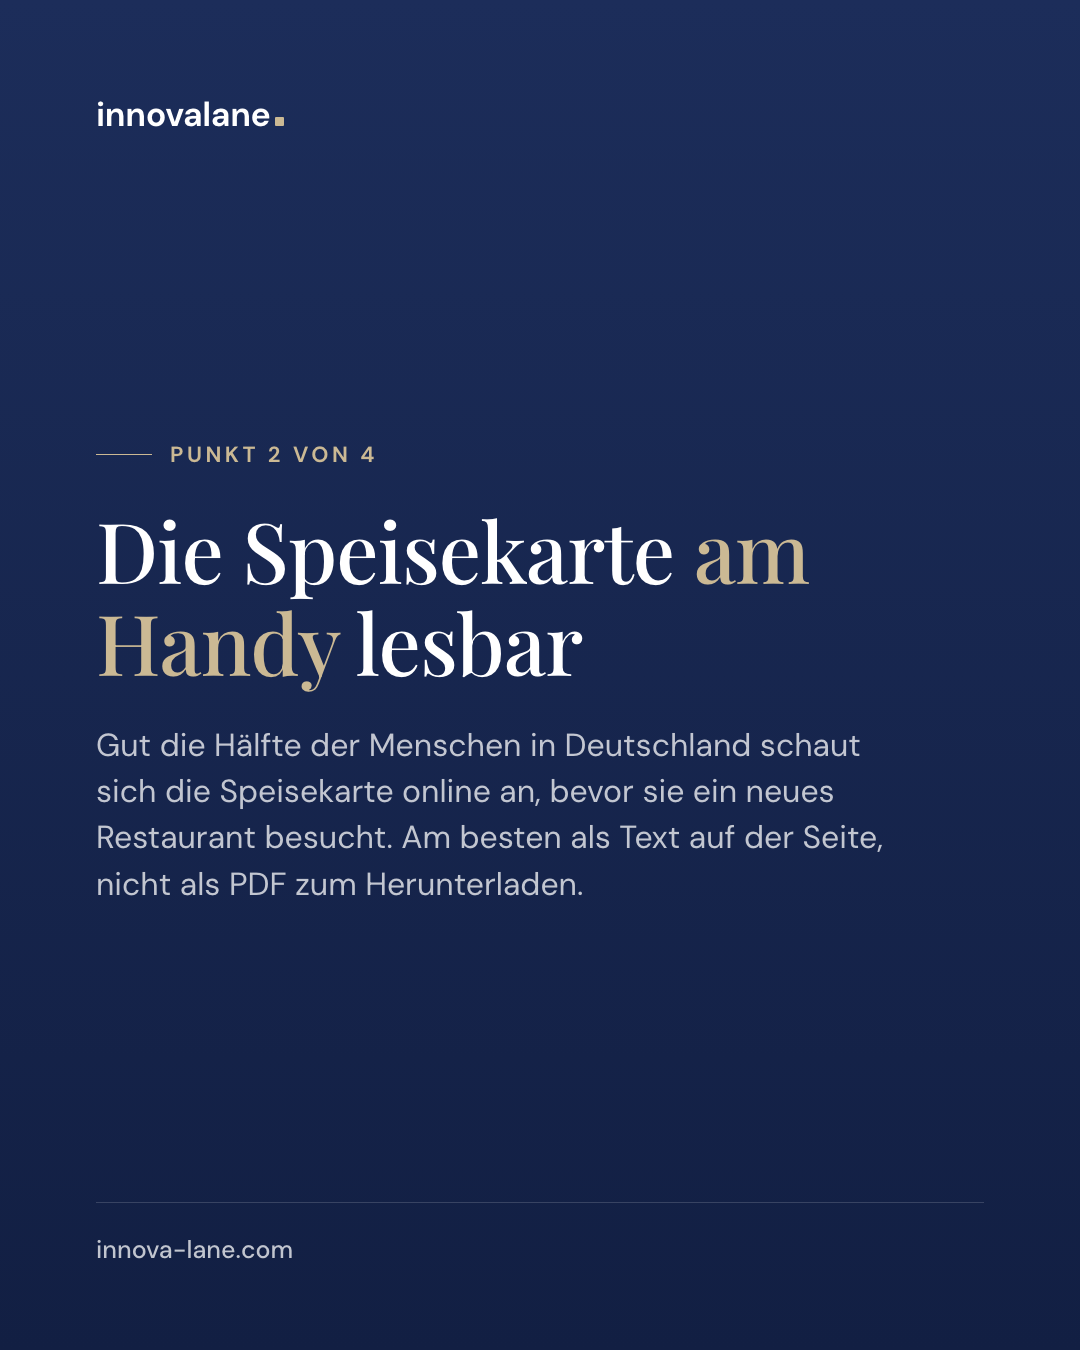 innovalane.
PUNKT 2 VON 4
Die Speisekarte am
Handy lesbar
Gut die Hälfte der Menschen in Deutschland schaut
sich die Speisekarte online an, bevor sie ein neues
Restaurant besucht. Am besten als Text auf der Seite,
nicht als PDF zum Herunterladen.
innova-lane.com